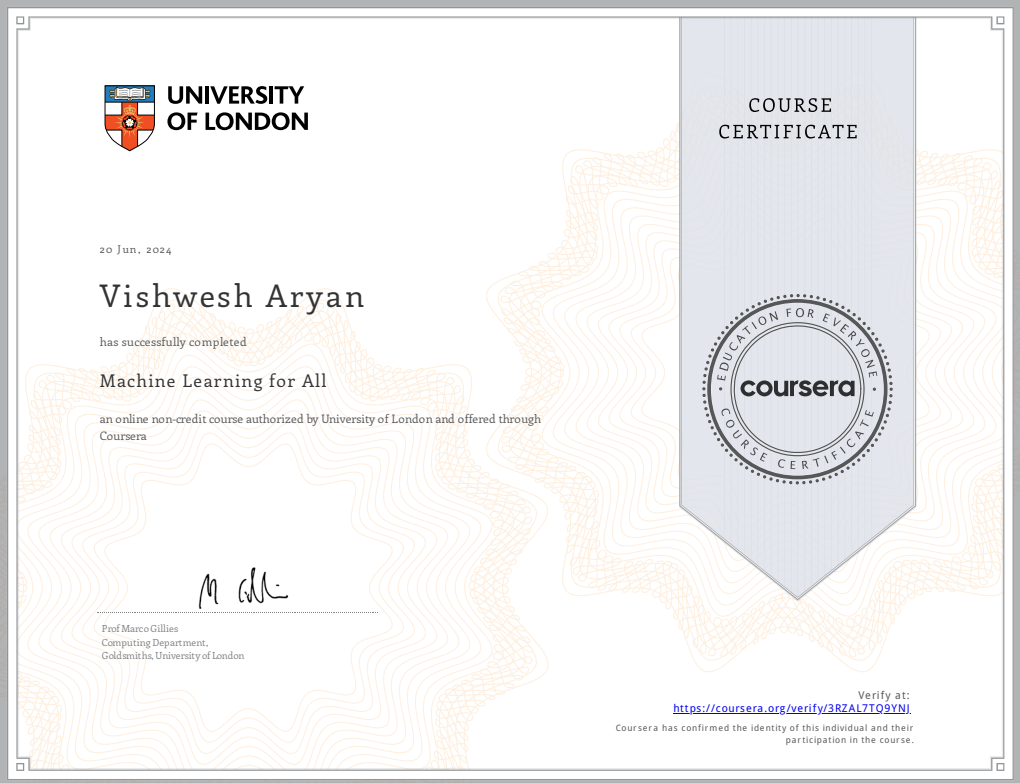 UNIVERSITY
OF LONDON
COURSE
CERTIFICATE
20 Jun, 2024
Vishwesh Aryan
has successfully completed
Machine Learning for All
an online non-credit course authorized by University of London and offered through
Coursera
EDUCATION FOR EVERYONE
coursera
COURSE CERTIFICATE
Prof Marco Gillies
Computing Department,
Goldsmiths, University of London
Verify at:
https://coursera.org/verify/3RZAL7TQ9YNJ
Coursera has confirmed the identity of this individual and their
participation in the course.